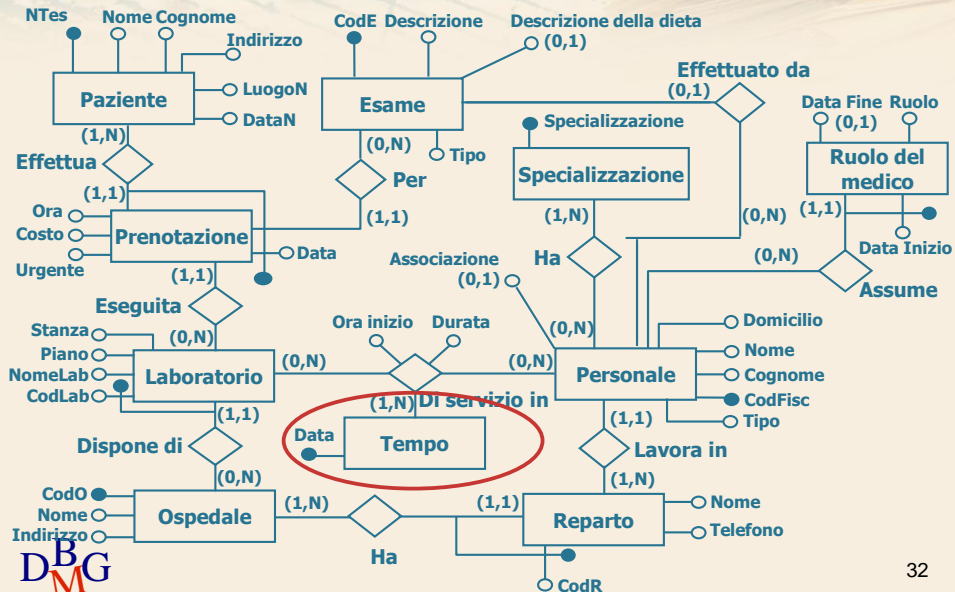 NTes Nome Cognome CodE Descrizione Descrizione della dieta
(0,1)
Indirizzo Effettuato da
(0,1)
Paziente LuogoN Esame Data Fine Ruolo
(0,1)
DataN Specializzazione
(1,N) (0,N) Tipo Ruolo del
medico
Effettua Per Specializzazione
(1,1) (1,1) (1,N) (0,N) (1,1)
Ora
Costo Prenotazione Data Data Inizio
Urgente
(1,1) Associazione
(0,1) Ha (0,N) Assume
Eseguita
Stanza (0,N) Ora inizio Durata (0,N) Domicilio
Piano Nome
NomeLab Laboratorio (0,N) (0,N) Personale Cognome
CodLab CodFisc
(1,1) (1,N) Di servizio in (1,1) Tipo
Dispone di Data Tempo Lavora in
(0,N) (1,N)
CodO Nome
Nome Ospedale (1,N) (1,1) Reparto
Indirizzo Telefono
Ha
CodR
DBMG
32